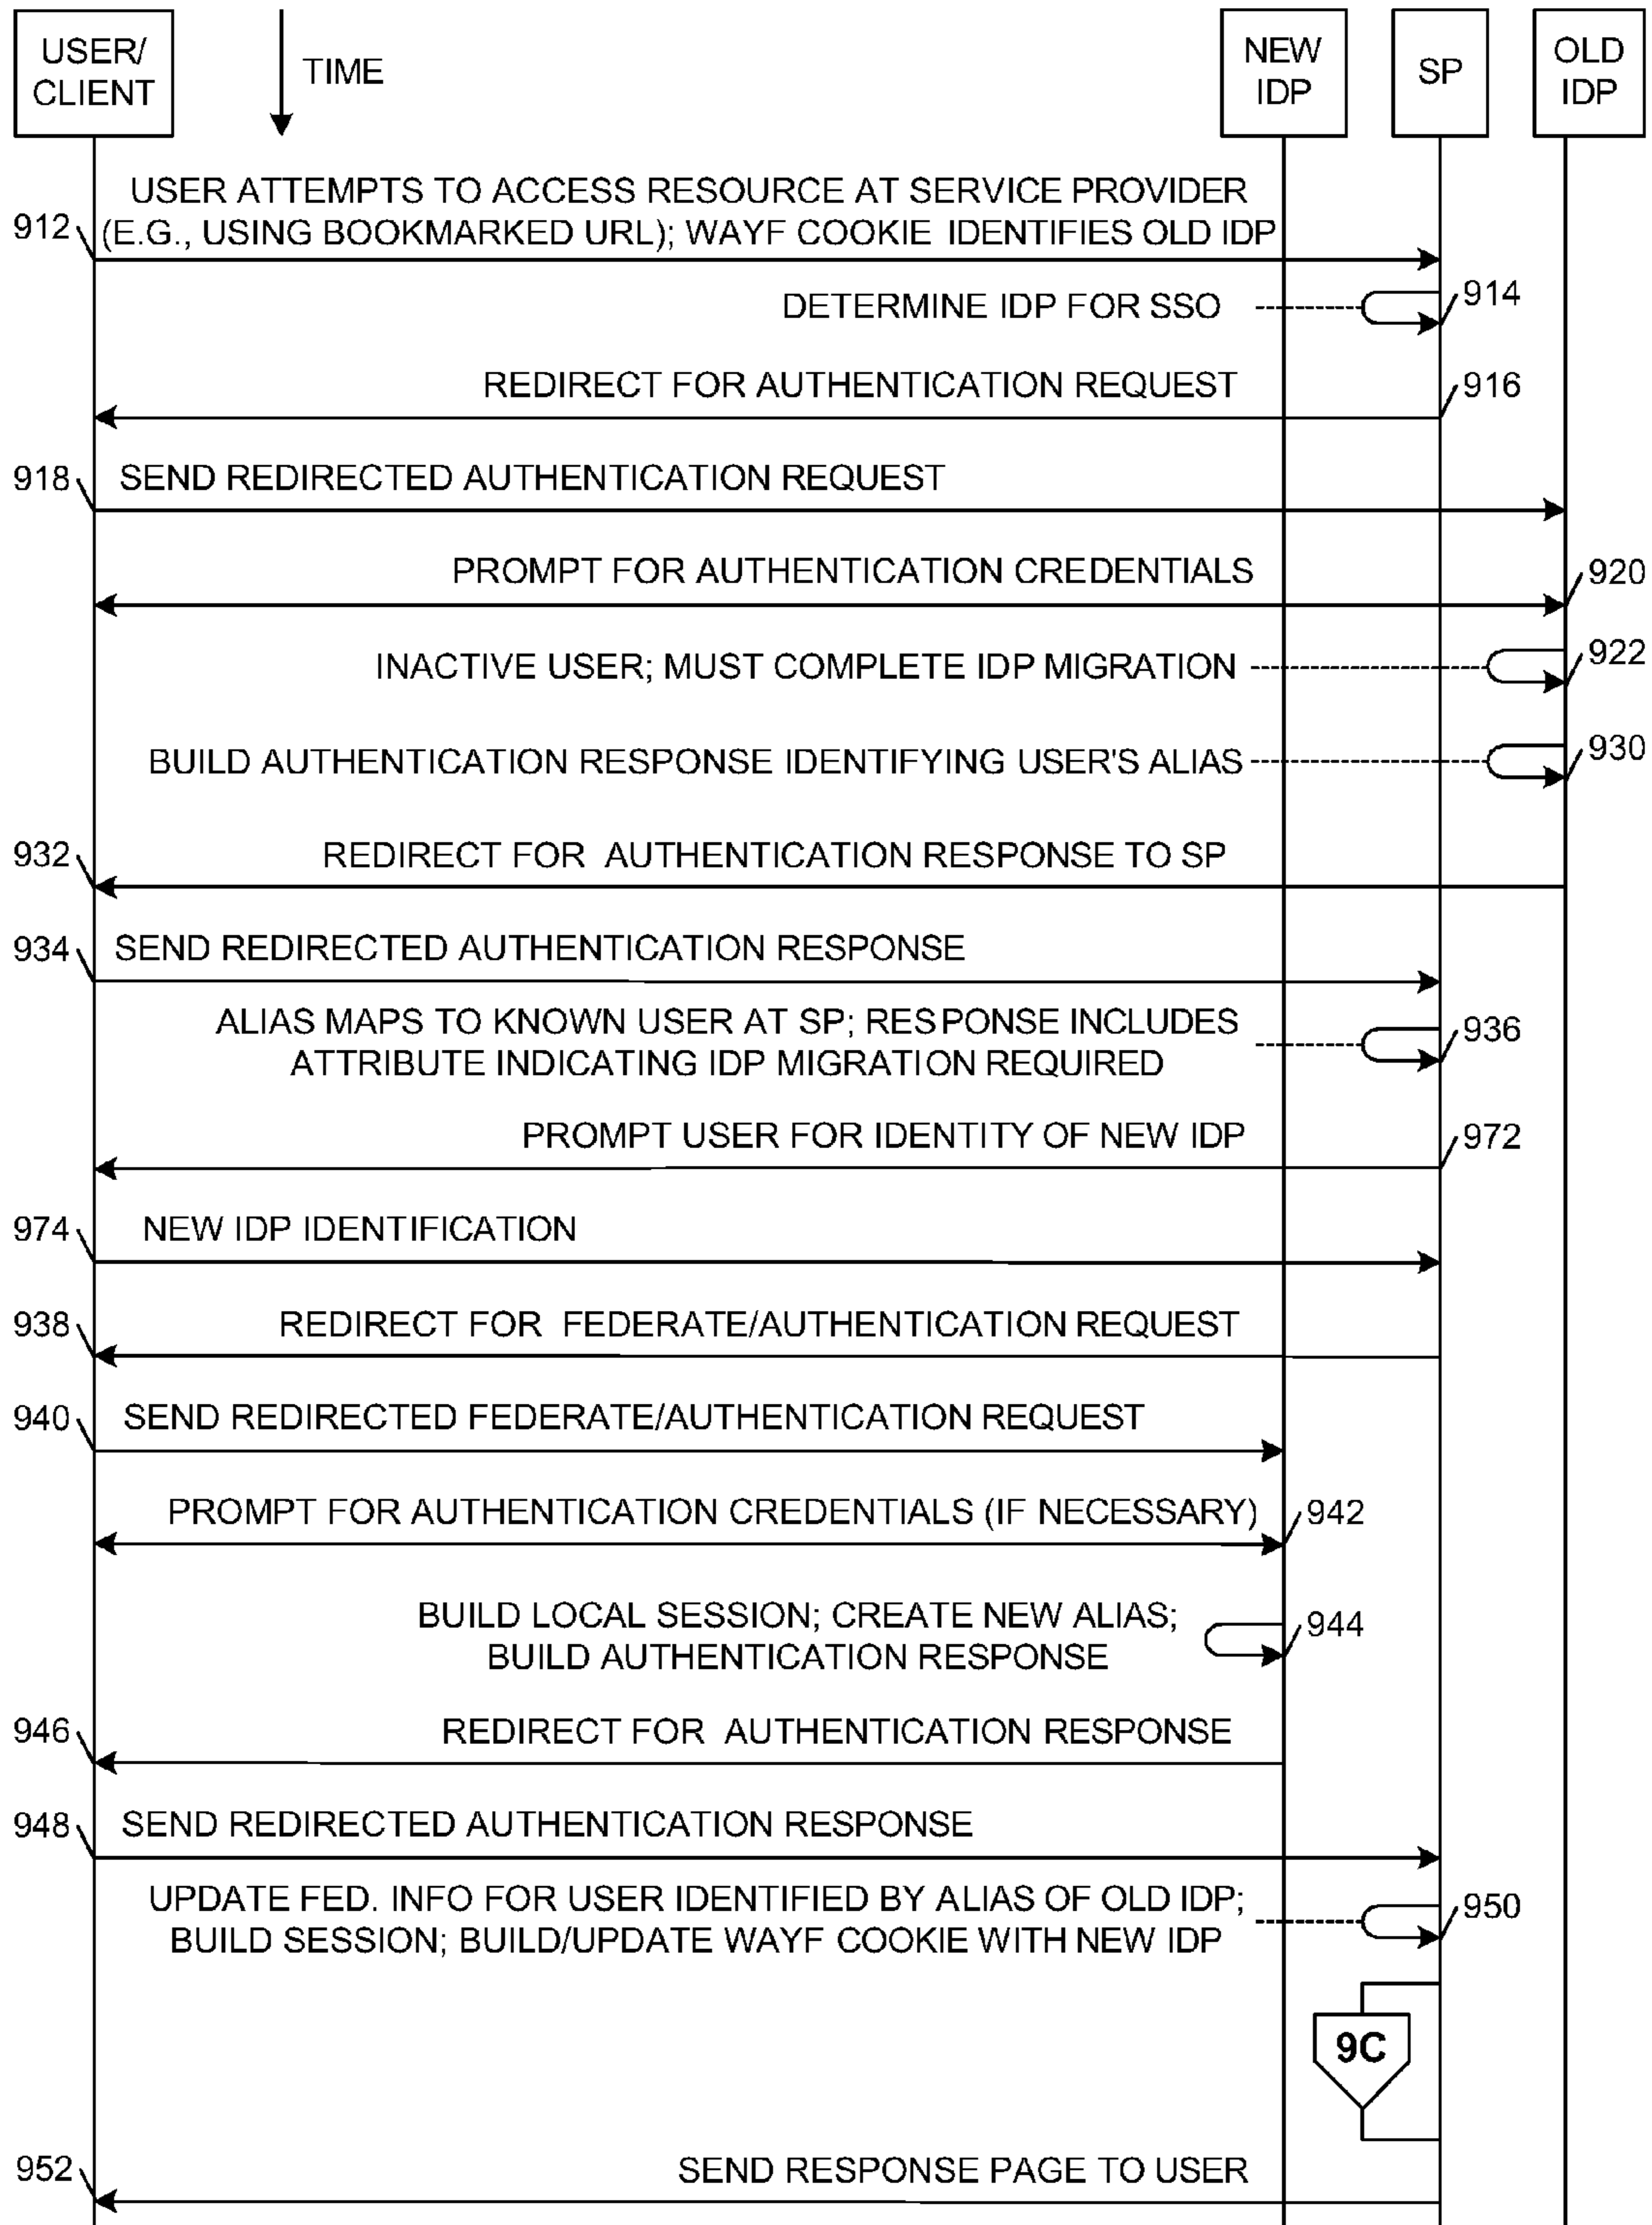 USER/
CLIENT
TIME
NEW
IDP
SP
OLD
IDP
USER ATTEMPTS TO ACCESS RESOURCE AT SERVICE PROVIDER
912
(E.G., USING BOOKMARKED URL); WAYF COOKIE IDENTIFIES OLD IDP
DETERMINE IDP FOR SSO
914
REDIRECT FOR AUTHENTICATION REQUEST
916
918
SEND REDIRECTED AUTHENTICATION REQUEST
PROMPT FOR AUTHENTICATION CREDENTIALS
920
INACTIVE USER; MUST COMPLETE IDP MIGRATION
922
BUILD AUTHENTICATION RESPONSE IDENTIFYING USER'S ALIAS
930
932
REDIRECT FOR AUTHENTICATION RESPONSE TO SP
934
SEND REDIRECTED AUTHENTICATION RESPONSE
ALIAS MAPS TO KNOWN USER AT SP; RESPONSE INCLUDES
ATTRIBUTE INDICATING IDP MIGRATION REQUIRED
936
PROMPT USER FOR IDENTITY OF NEW IDP
972
974
NEW IDP IDENTIFICATION
938
REDIRECT FOR FEDERATE/AUTHENTICATION REQUEST
940
SEND REDIRECTED FEDERATE/AUTHENTICATION REQUEST
PROMPT FOR AUTHENTICATION CREDENTIALS (IF NECESSARY)
942
BUILD LOCAL SESSION; CREATE NEW ALIAS;
BUILD AUTHENTICATION RESPONSE
944
946
REDIRECT FOR AUTHENTICATION RESPONSE
948
SEND REDIRECTED AUTHENTICATION RESPONSE
UPDATE FED. INFO FOR USER IDENTIFIED BY ALIAS OF OLD IDP;
BUILD SESSION; BUILD/UPDATE WAYF COOKIE WITH NEW IDP
950
9C
952
SEND RESPONSE PAGE TO USER